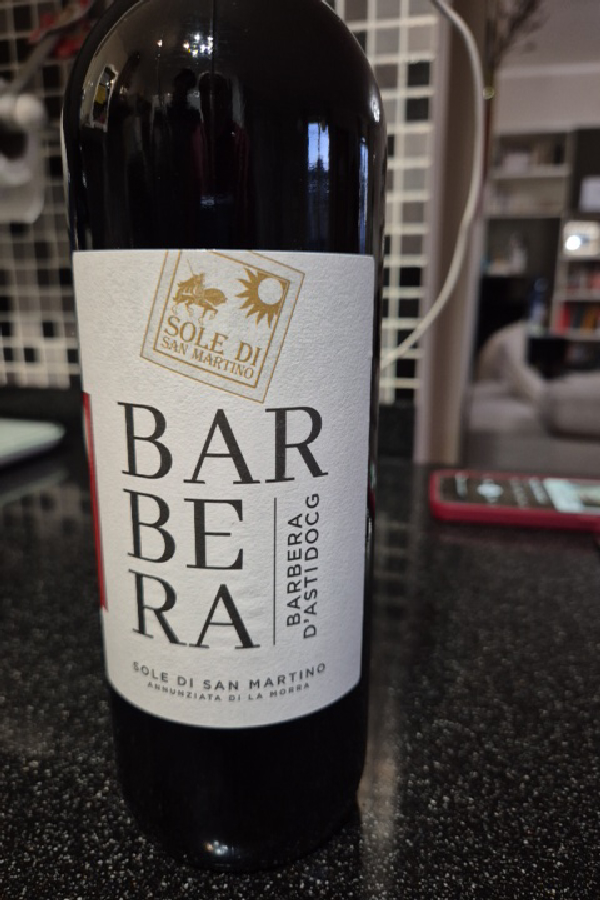 SOLE DI
SAN MARTINO
BAR
BE
RA
BARBERA
D'ASTI DOCG
SOLE DI SAN MARTINO
ANNUNZIATA DI LA MORRA